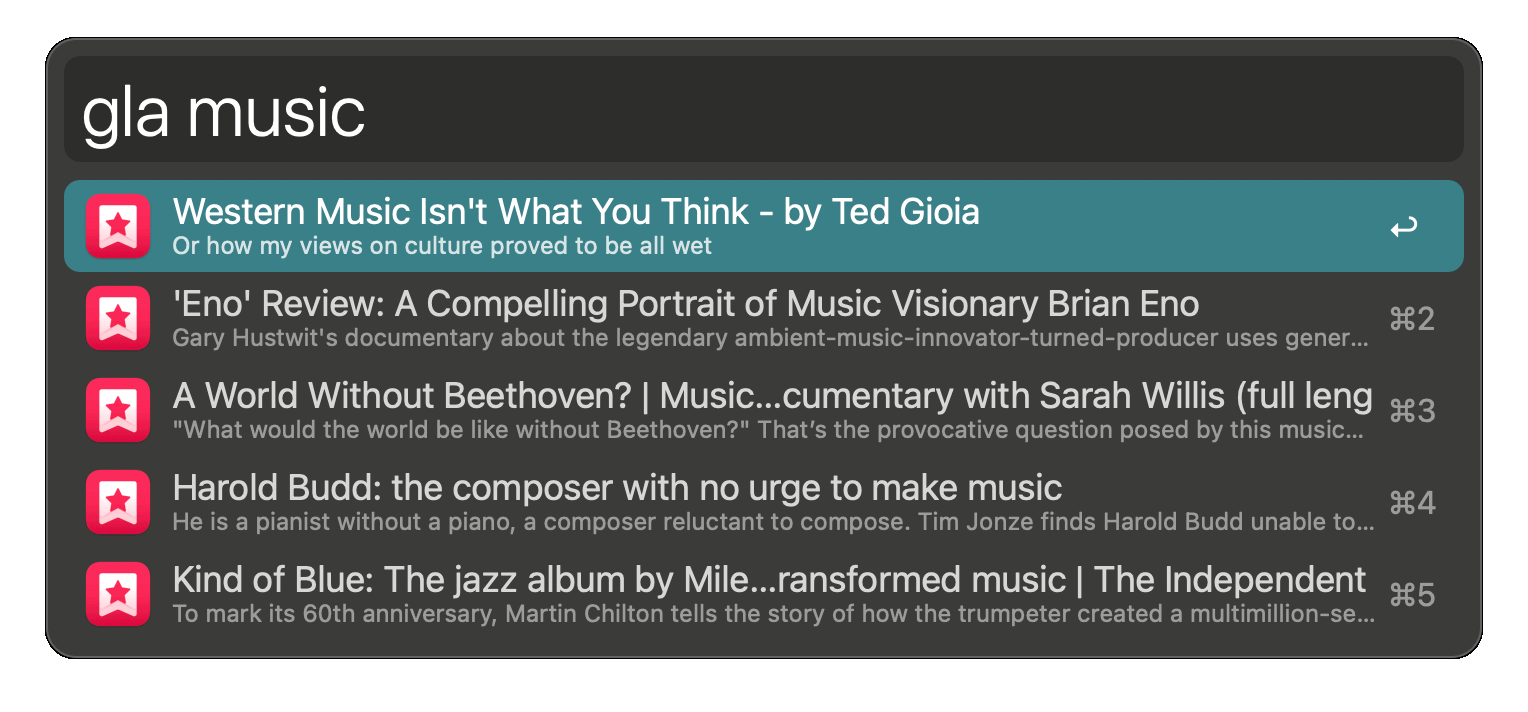 gla music
Western Music Isn't What You Think - by Ted Gioia
Or how my views on culture proved to be all wet
'Eno' Review: A Compelling Portrait of Music Visionary Brian Eno
Gary Hustwit's documentary about the legendary ambient-music-innovator-turned-producer uses gener...
⌘2
A World Without Beethoven? | Music...cumentary with Sarah Willis (full leng
"What would the world be like without Beethoven?" That’s the provocative question posed by this music...
⌘3
Harold Budd: the composer with no urge to make music
He is a pianist without a piano, a composer reluctant to compose. Tim Jonze finds Harold Budd unable to...
⌘4
Kind of Blue: The jazz album by Mile...ransformed music | The Independent
To mark its 60th anniversary, Martin Chilton tells the story of how the trumpeter created a multimillion-se...
⌘5